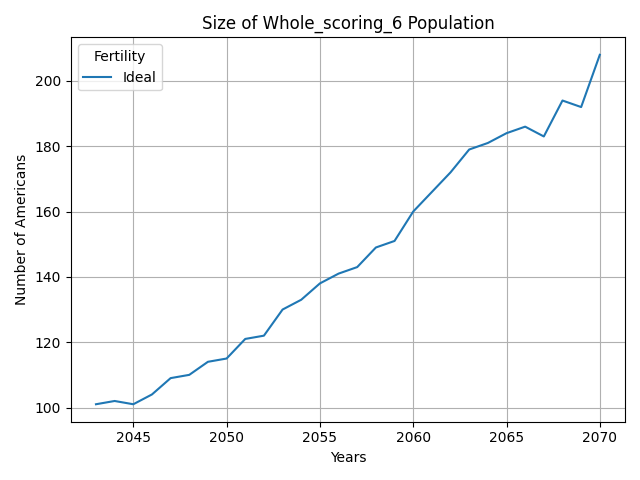 Size of Whole_scoring_6 Population
Fertility
Ideal
Number of Americans
200
180
160
140
120
100
2045 2050 2055 2060 2065 2070
Years